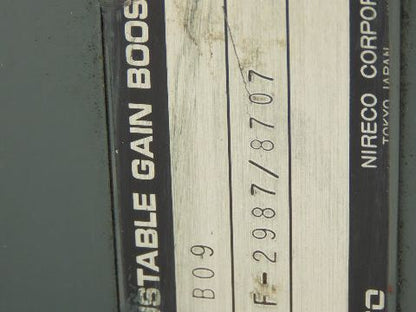 USTABLE GAIN BOOS
B09
F-2987/8707
NIRECO CORPOR
TOKYO JAPAN